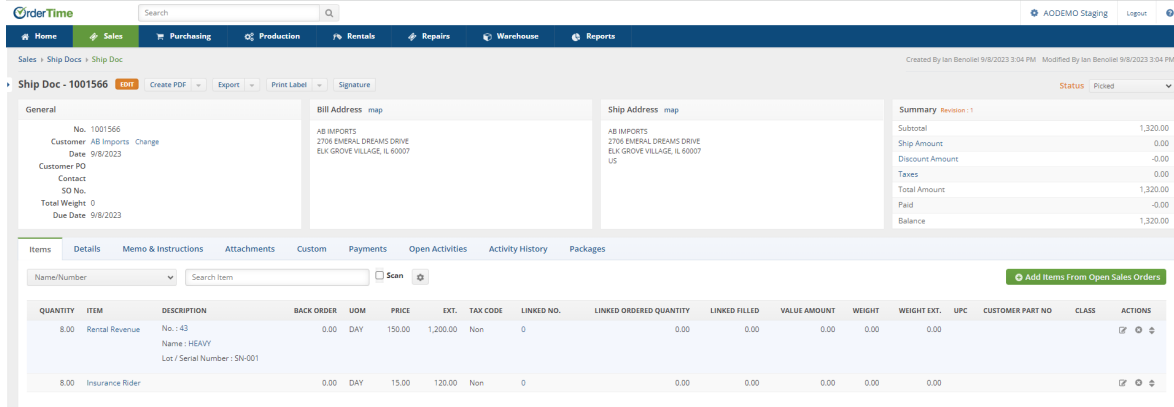 OrderTime
Search
AODEMO Staging Logout
Home Sales Purchasing Production Rentals Repairs Warehouse Reports
Sales › Ship Docs › Ship Doc
Created By Ian Benoliel 9/8/2023 3:04 PM Modified By Ian Benoliel 9/8/2023 3:04 PM
Ship Doc - 1001566 EDIT Create PDF Export Print Label Signature
Status Picked
General
No. 1001566
Customer AB Imports Change
Date 9/8/2023
Customer PO
Contact
SO No.
Total Weight 0
Due Date 9/8/2023
Bill Address map
AB IMPORTS
2706 EMERAL DREAMS DRIVE
ELK GROVE VILLAGE, IL 60007
Ship Address map
AB IMPORTS
2706 EMERAL DREAMS DRIVE
ELK GROVE VILLAGE, IL 60007
US
Summary Revision : 1
Subtotal 1,320.00
Ship Amount 0.00
Discount Amount -0.00
Taxes 0.00
Total Amount 1,320.00
Paid -0.00
Balance 1,320.00
Items Details Memo & Instructions Attachments Custom Payments Open Activities Activity History Packages
Name/Number Search Item Scan
Add Items From Open Sales Orders
QUANTITY ITEM DESCRIPTION BACK ORDER UOM PRICE EXT. TAX CODE LINKED NO. LINKED ORDERED QUANTITY LINKED FILLED VALUE AMOUNT WEIGHT WEIGHT EXT. UPC CUSTOMER PART NO CLASS ACTIONS
8.00 Rental Revenue No. : 43 0.00 DAY 150.00 1,200.00 Non 0 0.00 0.00 0.00 0.00 0.00
Name : HEAVY
Lot / Serial Number : SN-001
8.00 Insurance Rider 0.00 DAY 15.00 120.00 Non 0 0.00 0.00 0.00 0.00 0.00